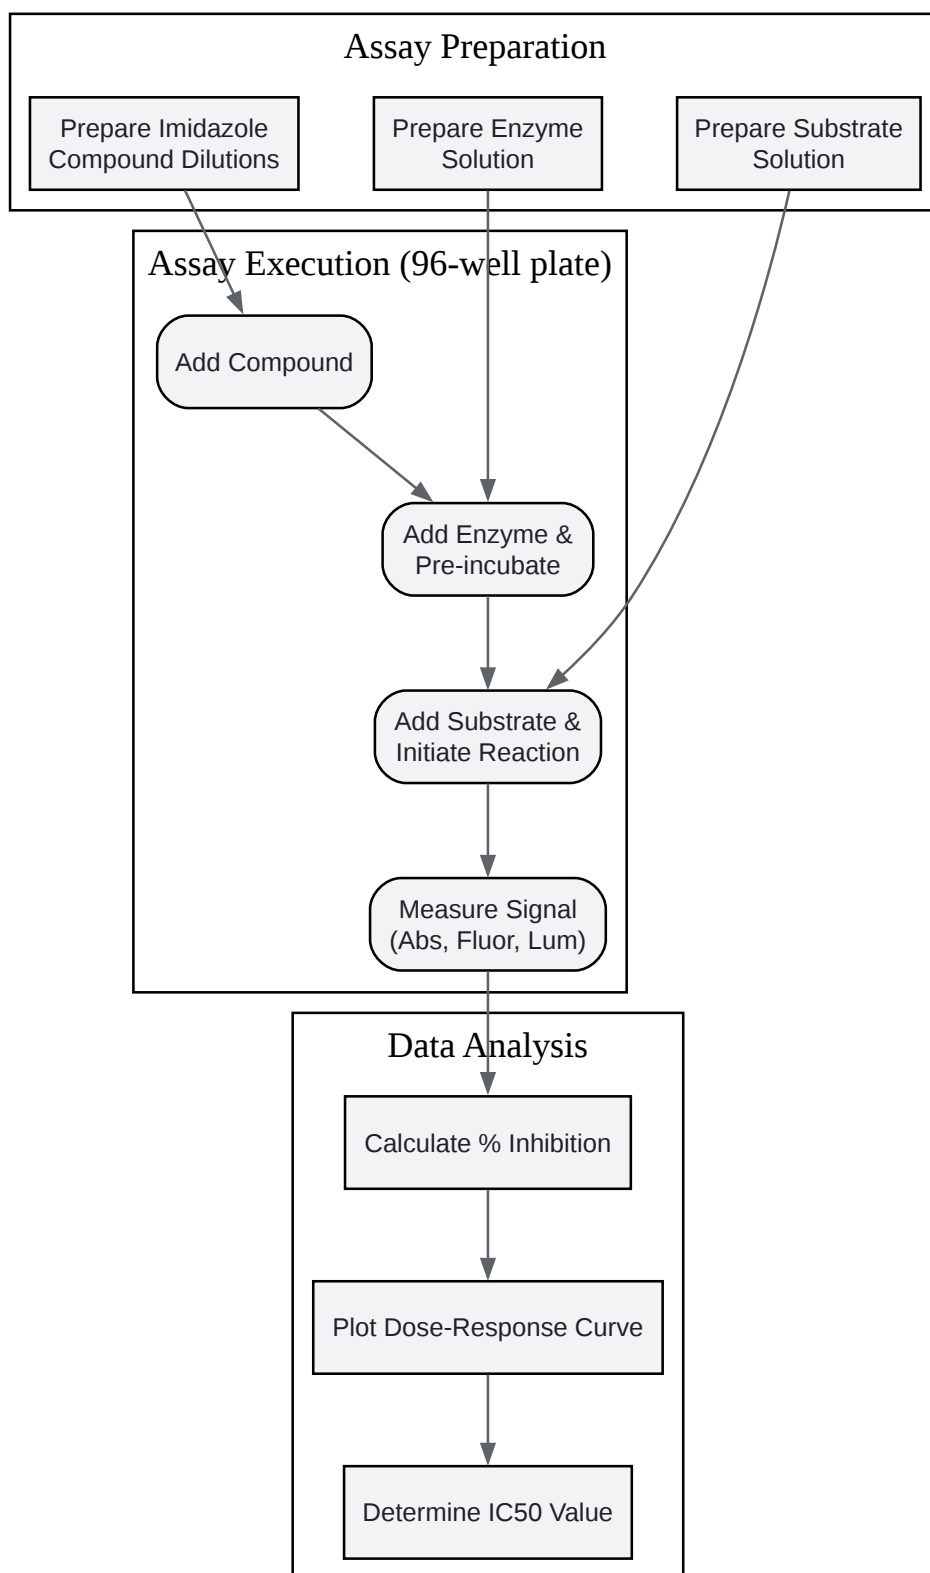 Assay Preparation
Prepare Imidazole
Compound Dilutions
Prepare Enzyme
Solution
Prepare Substrate
Solution
Assay Execution (96-well plate)
Add Compound
Add Enzyme &
Pre-incubate
Add Substrate &
Initiate Reaction
Measure Signal
(Abs, Fluor, Lum)
Data Analysis
Calculate % Inhibition
Plot Dose-Response Curve
Determine IC50 Value